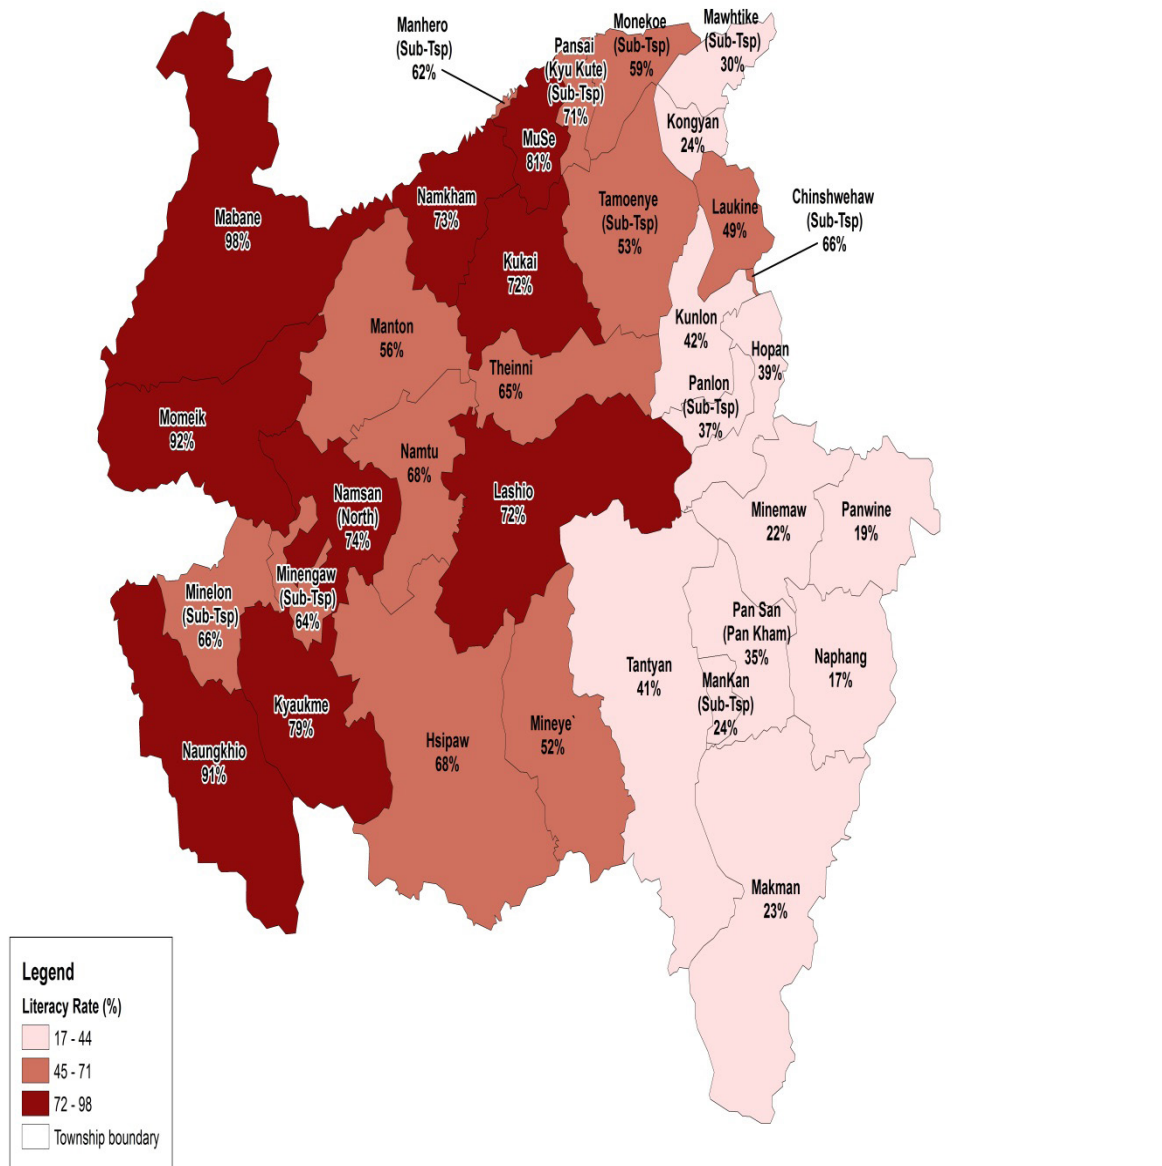 Manhero
(Sub-Tsp)
62%
Pansai
(Kyu Kute)
(Sub-Tsp)
71%
Monekoe
(Sub-Tsp)
59%
Mawhtike
(Sub-Tsp)
30%
Kongyan
24%
MuSe
81%
Namkham
73%
Mabane
98%
Tamoenye
(Sub-Tsp)
53%
Laukine
49%
Chinshwehaw
(Sub-Tsp)
66%
Kukai
72%
Manton
56%
Kunlon
42%
Hopan
39%
Theinni
65%
Panlon
(Sub-Tsp)
37%
Momeik
92%
Namtu
68%
Lashio
72%
Namsan
(North)
74%
Minemaw
22%
Panwine
19%
Minengaw
(Sub-Tsp)
64%
Minelon
(Sub-Tsp)
66%
Pan San
(Pan Kham)
35%
Naphang
17%
Tantyan
41%
ManKan
(Sub-Tsp)
24%
Kyaukme
79%
Mineye`
52%
Hsipaw
68%
Naungkhio
91%
Makman
23%
Legend
Literacy Rate (%)
17 - 44
45 - 71
72 - 98
Township boundary